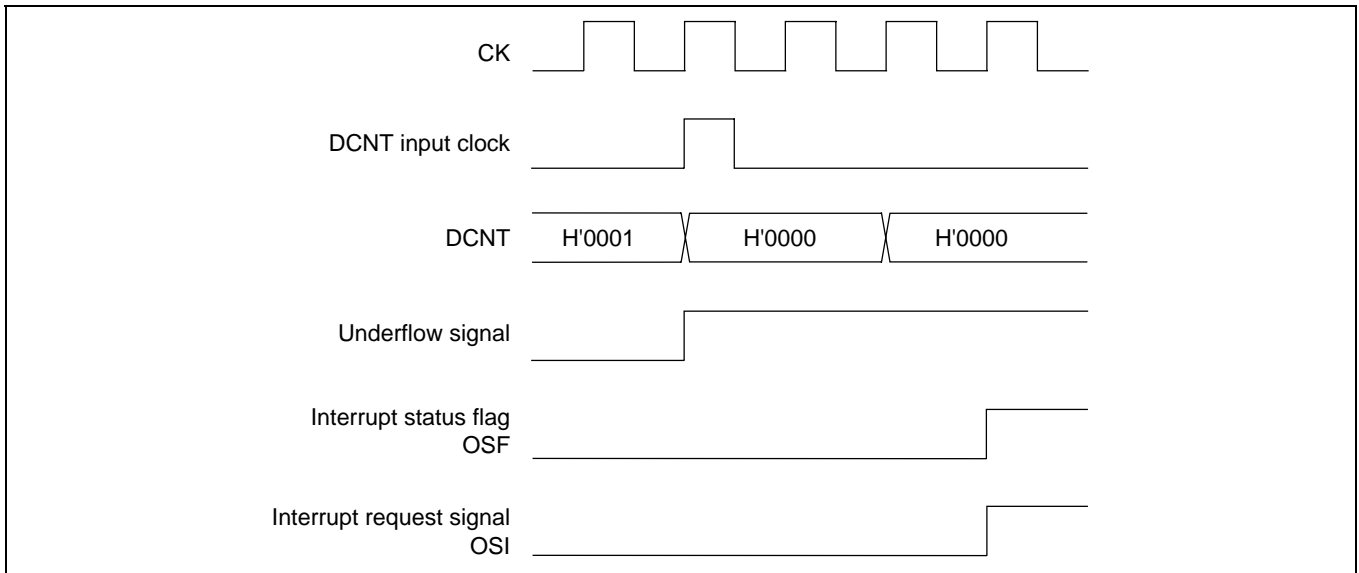 CK
DCNT input clock
DCNT H'0001 H'0000 H'0000
Underflow signal
Interrupt status flag
OSF
Interrupt request signal
OSI